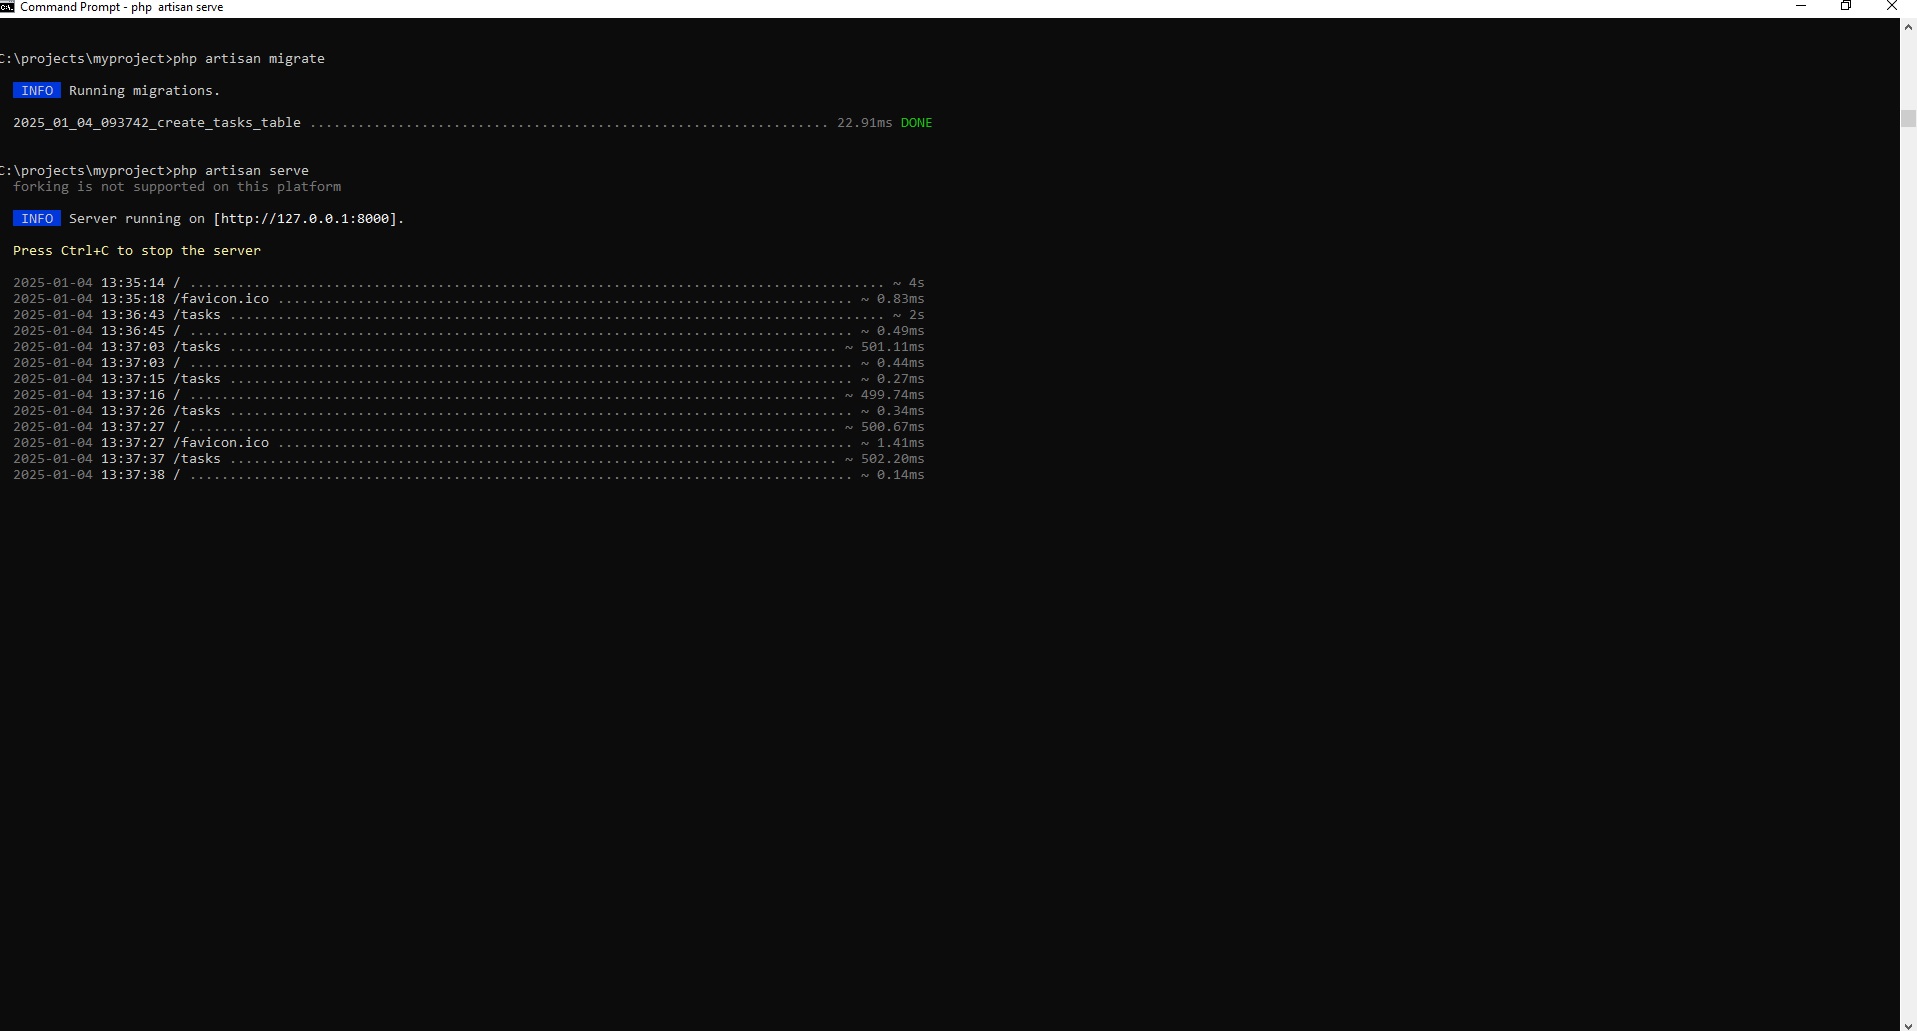 Command Prompt - php  artisan serve
C:\projects\myproject>php artisan migrate
INFO  Running migrations.
2025_01_04_093742_create_tasks_table ................................................................. 22.91ms DONE
C:\projects\myproject>php artisan serve
forking is not supported on this platform
INFO  Server running on [http://127.0.0.1:8000].
Press Ctrl+C to stop the server
2025-01-04 13:35:14 / ....................................................................................... ~ 4s
2025-01-04 13:35:18 /favicon.ico ........................................................................ ~ 0.83ms
2025-01-04 13:36:43 /tasks .................................................................................. ~ 2s
2025-01-04 13:36:45 / ................................................................................... ~ 0.49ms
2025-01-04 13:37:03 /tasks ............................................................................ ~ 501.11ms
2025-01-04 13:37:03 / ................................................................................... ~ 0.44ms
2025-01-04 13:37:15 /tasks .............................................................................. ~ 0.27ms
2025-01-04 13:37:16 / ................................................................................. ~ 499.74ms
2025-01-04 13:37:26 /tasks .............................................................................. ~ 0.34ms
2025-01-04 13:37:27 / ................................................................................. ~ 500.67ms
2025-01-04 13:37:27 /favicon.ico ........................................................................ ~ 1.41ms
2025-01-04 13:37:37 /tasks ............................................................................ ~ 502.20ms
2025-01-04 13:37:38 / ................................................................................... ~ 0.14ms